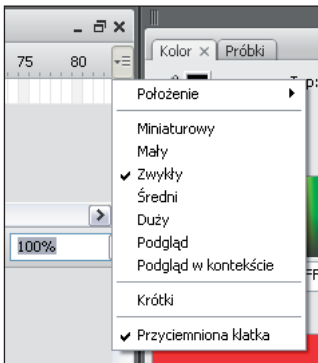 75 80
Kolor × Próbki
Położenie
Miniaturowy
Mały
Zwykły
Średni
Duży
Podgląd
100%
Podgląd w kontekście
Krótki
Przyciemniona klatka